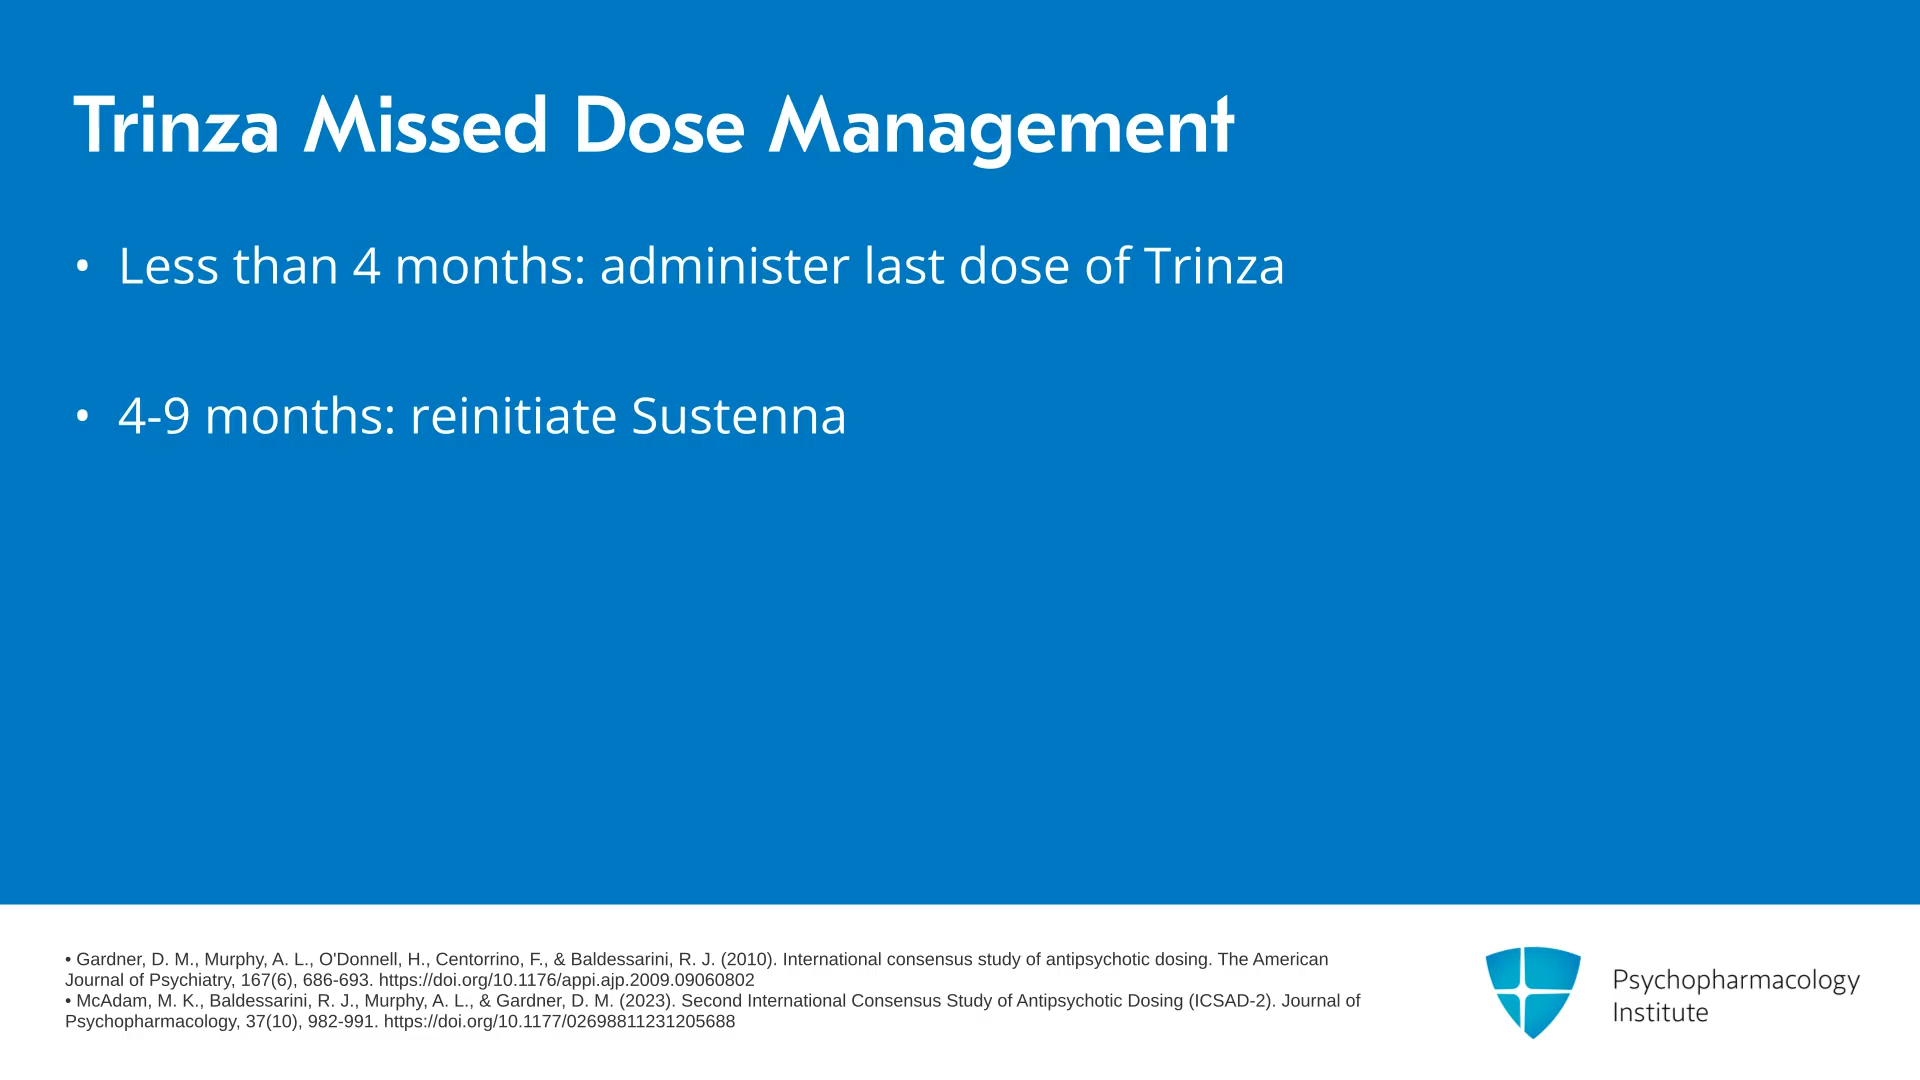 Trinza Missed Dose Management
• Less than 4 months: administer last dose of Trinza
• 4-9 months: reinitiate Sustenna
• Gardner, D. M., Murphy, A. L., O'Donnell, H., Centorrino, F., & Baldessarini, R. J. (2010). International consensus study of antipsychotic dosing. The American
Journal of Psychiatry, 167(6), 686-693. https://doi.org/10.1176/appi.ajp.2009.09060802
• McAdam, M. K., Baldessarini, R. J., Murphy, A. L., & Gardner, D. M. (2023). Second International Consensus Study of Antipsychotic Dosing (ICSAD-2). Journal of
Psychopharmacology, 37(10), 982-991. https://doi.org/10.1177/02698811231205688
Psychopharmacology
Institute